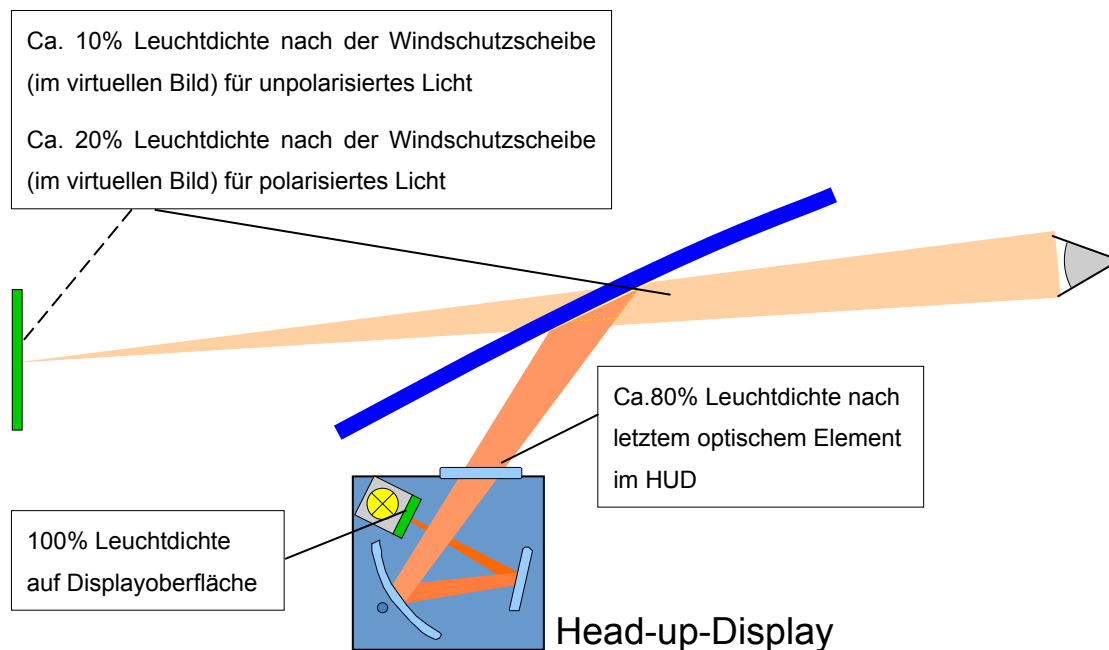 Ca. 10% Leuchtdichte nach der Windschutzscheibe
(im virtuellen Bild) für unpolarisiertes Licht
Ca. 20% Leuchtdichte nach der Windschutzscheibe
(im virtuellen Bild) für polarisiertes Licht
Ca.80% Leuchtdichte nach
letztem optischem Element
im HUD
100% Leuchtdichte
auf Displayoberfläche
Head-up-Display